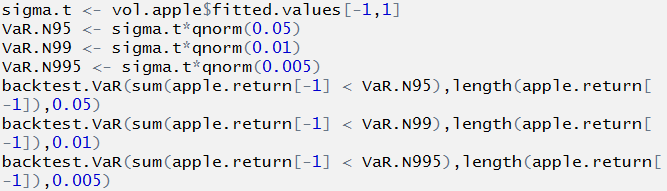 sigma.t <- vol.apple$fitted.values[-1,1]
VaR.N95 <- sigma.t*qnorm(0.05)
VaR.N99 <- sigma.t*qnorm(0.01)
VaR.N995 <- sigma.t*qnorm(0.005)
backtest.VaR(sum(apple.return[-1] < VaR.N95),length(apple.return[
-1]),0.05)
backtest.VaR(sum(apple.return[-1] < VaR.N99),length(apple.return[
-1]),0.01)
backtest.VaR(sum(apple.return[-1] < VaR.N995),length(apple.return[
-1]),0.005)